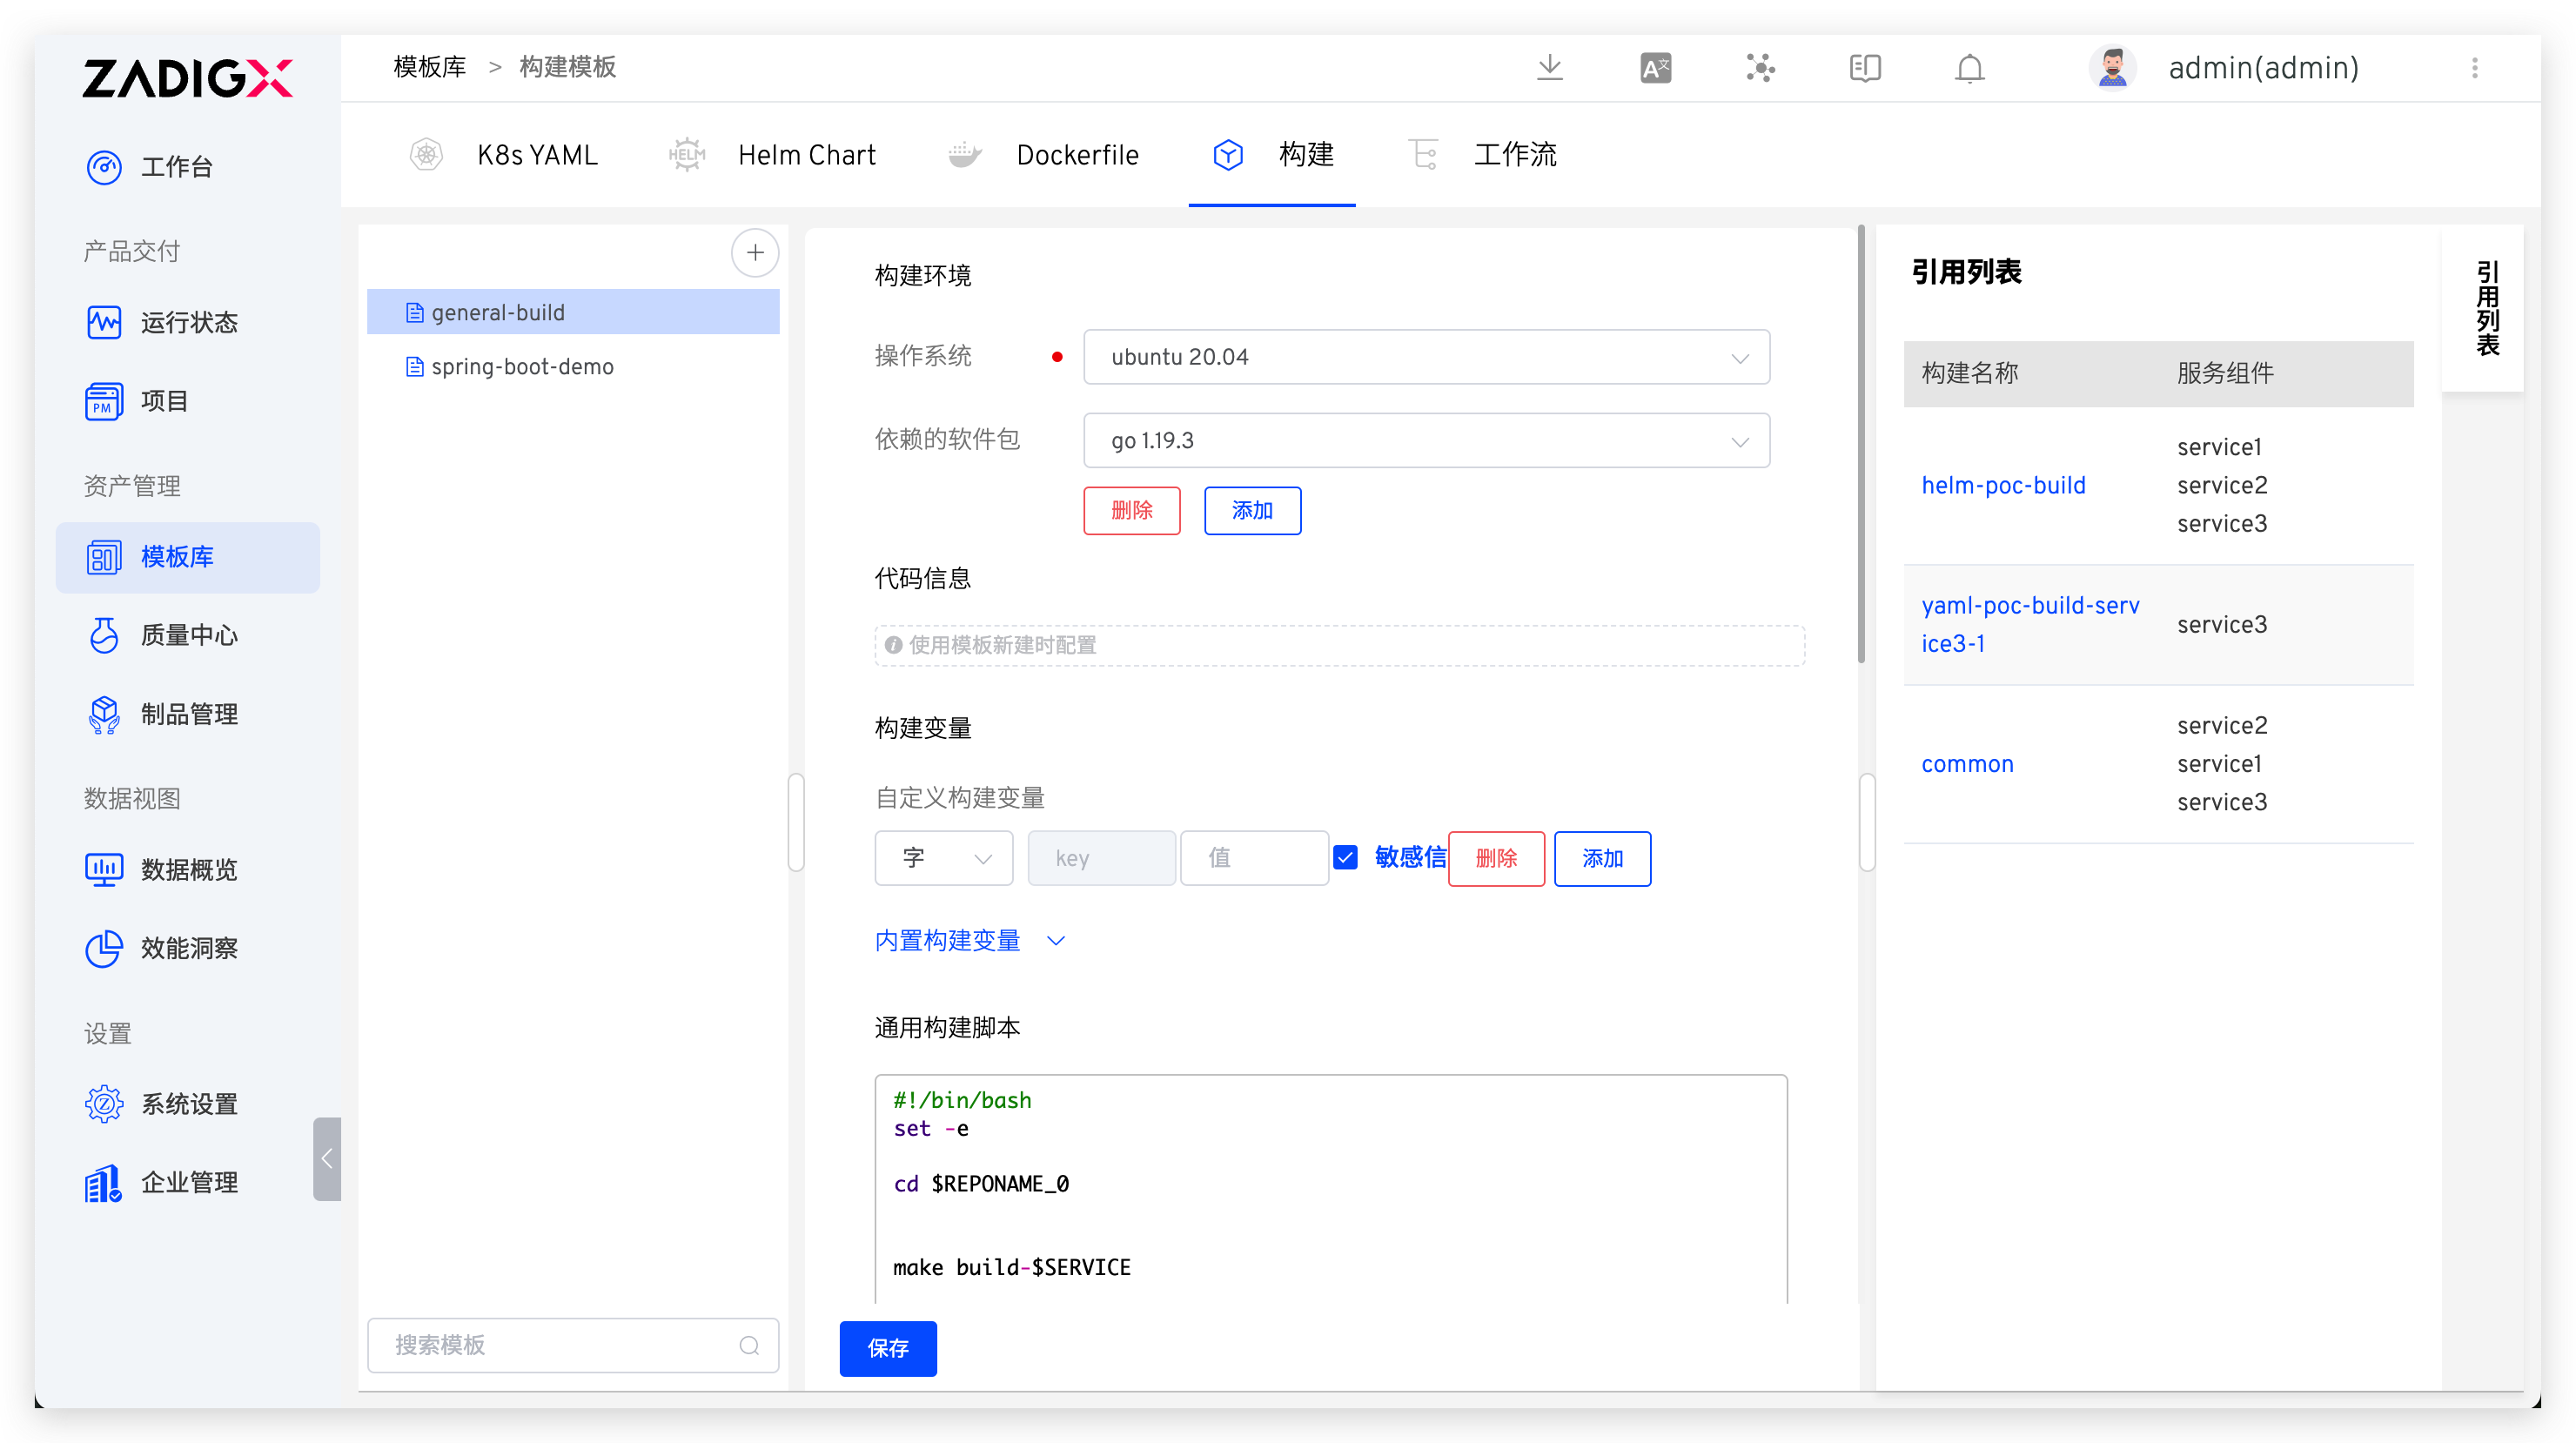 ZADIGX
工作台
产品交付
运行状态
PM
项目
资产管理
模板库
质量中心
制品管理
数据视图
数据概览
效能洞察
设置
Z
系统设置
企业管理
模板库 > 构建模板
A文
admin(admin)
K8s YAML
HELM
Helm Chart
Dockerfile
构建
工作流
general-build
spring-boot-demo
搜索模板
构建环境
操作系统
ubuntu 20.04
依赖的软件包
go 1.19.3
删除
添加
代码信息
使用模板新建时配置
构建变量
自定义构建变量
字
key
值
敏感信
删除
添加
内置构建变量
通用构建脚本
#!/bin/bash
set -e
cd $REPONAME_0
make build-$SERVICE
保存
引用列表
构建名称 服务组件
helm-poc-build
service1
service2
service3
yaml-poc-build-serv
ice3-1
service3
common
service2
service1
service3
引用列表